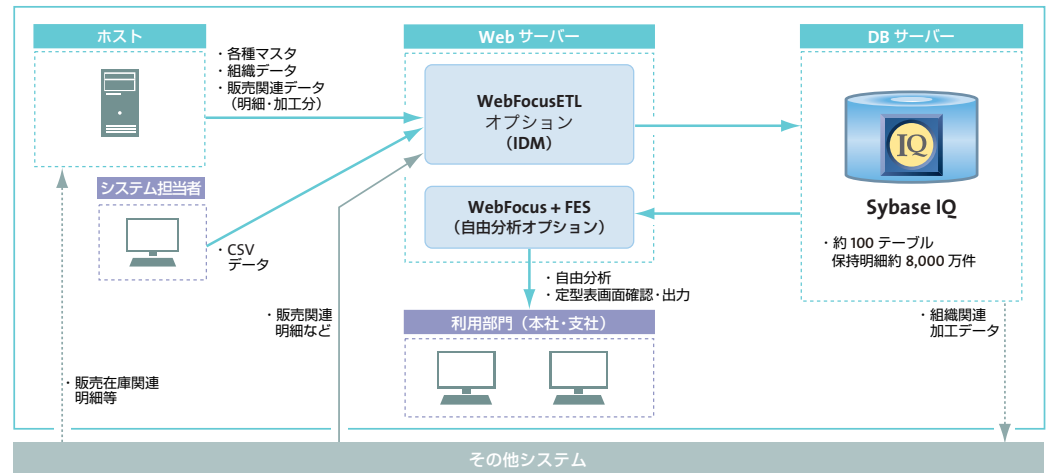 ホスト
・各種マスタ
・組織データ
・販売関連データ
（明細・加工分）
システム担当者
・CSV
データ
・販売在庫関連
明細等
・販売関連
明細など
Web サーバー
WebFocusETL
オプション
（IDM）
WebFocus + FES
（自由分析オプション）
・自由分析
・定型表画面確認・出力
利用部門（本社・支社）
DB サーバー
IQ
Sybase IQ
・約 100 テーブル
保持明細約 8,000 万件
・組織関連
加工データ
その他システム